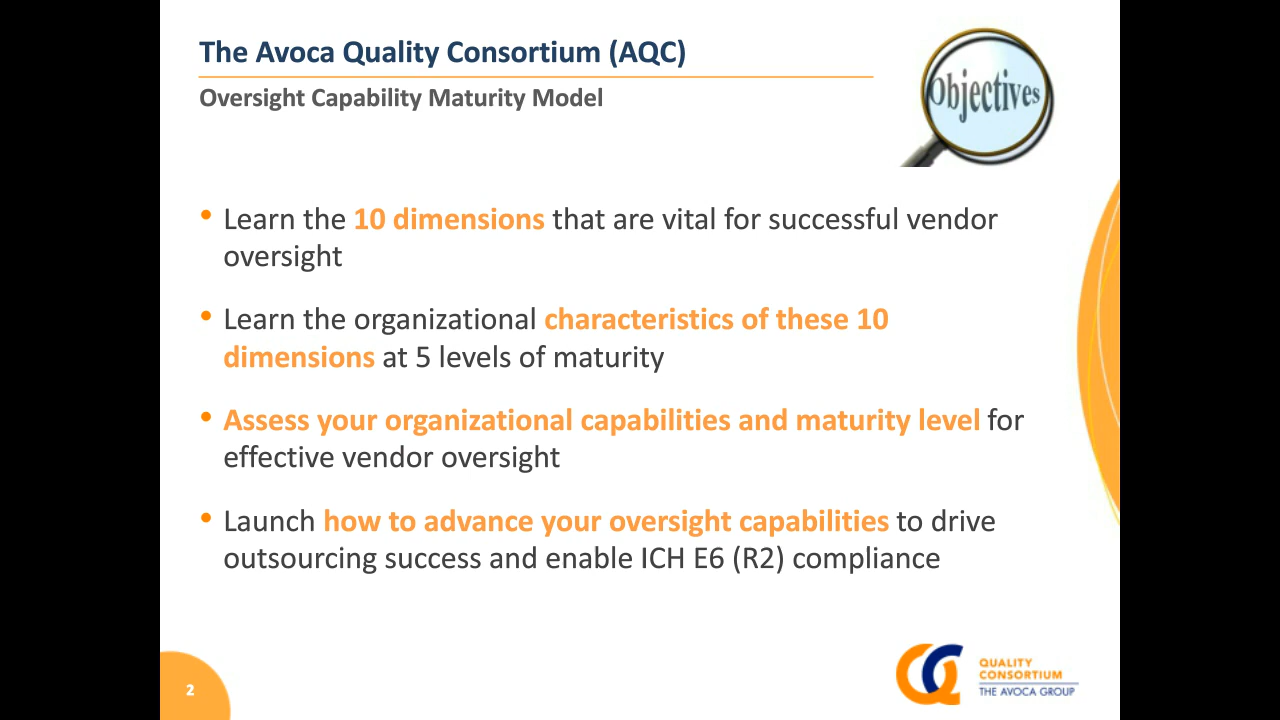 The Avoca Quality Consortium (AQC)
Oversight Capability Maturity Model
Objectives
• Learn the 10 dimensions that are vital for successful vendor
oversight
• Learn the organizational characteristics of these 10
dimensions at 5 levels of maturity
• Assess your organizational capabilities and maturity level for
effective vendor oversight
• Launch how to advance your oversight capabilities to drive
outsourcing success and enable ICH E6 (R2) compliance
2
QUALITY
CONSORTIUM
THE AVOCA GROUP